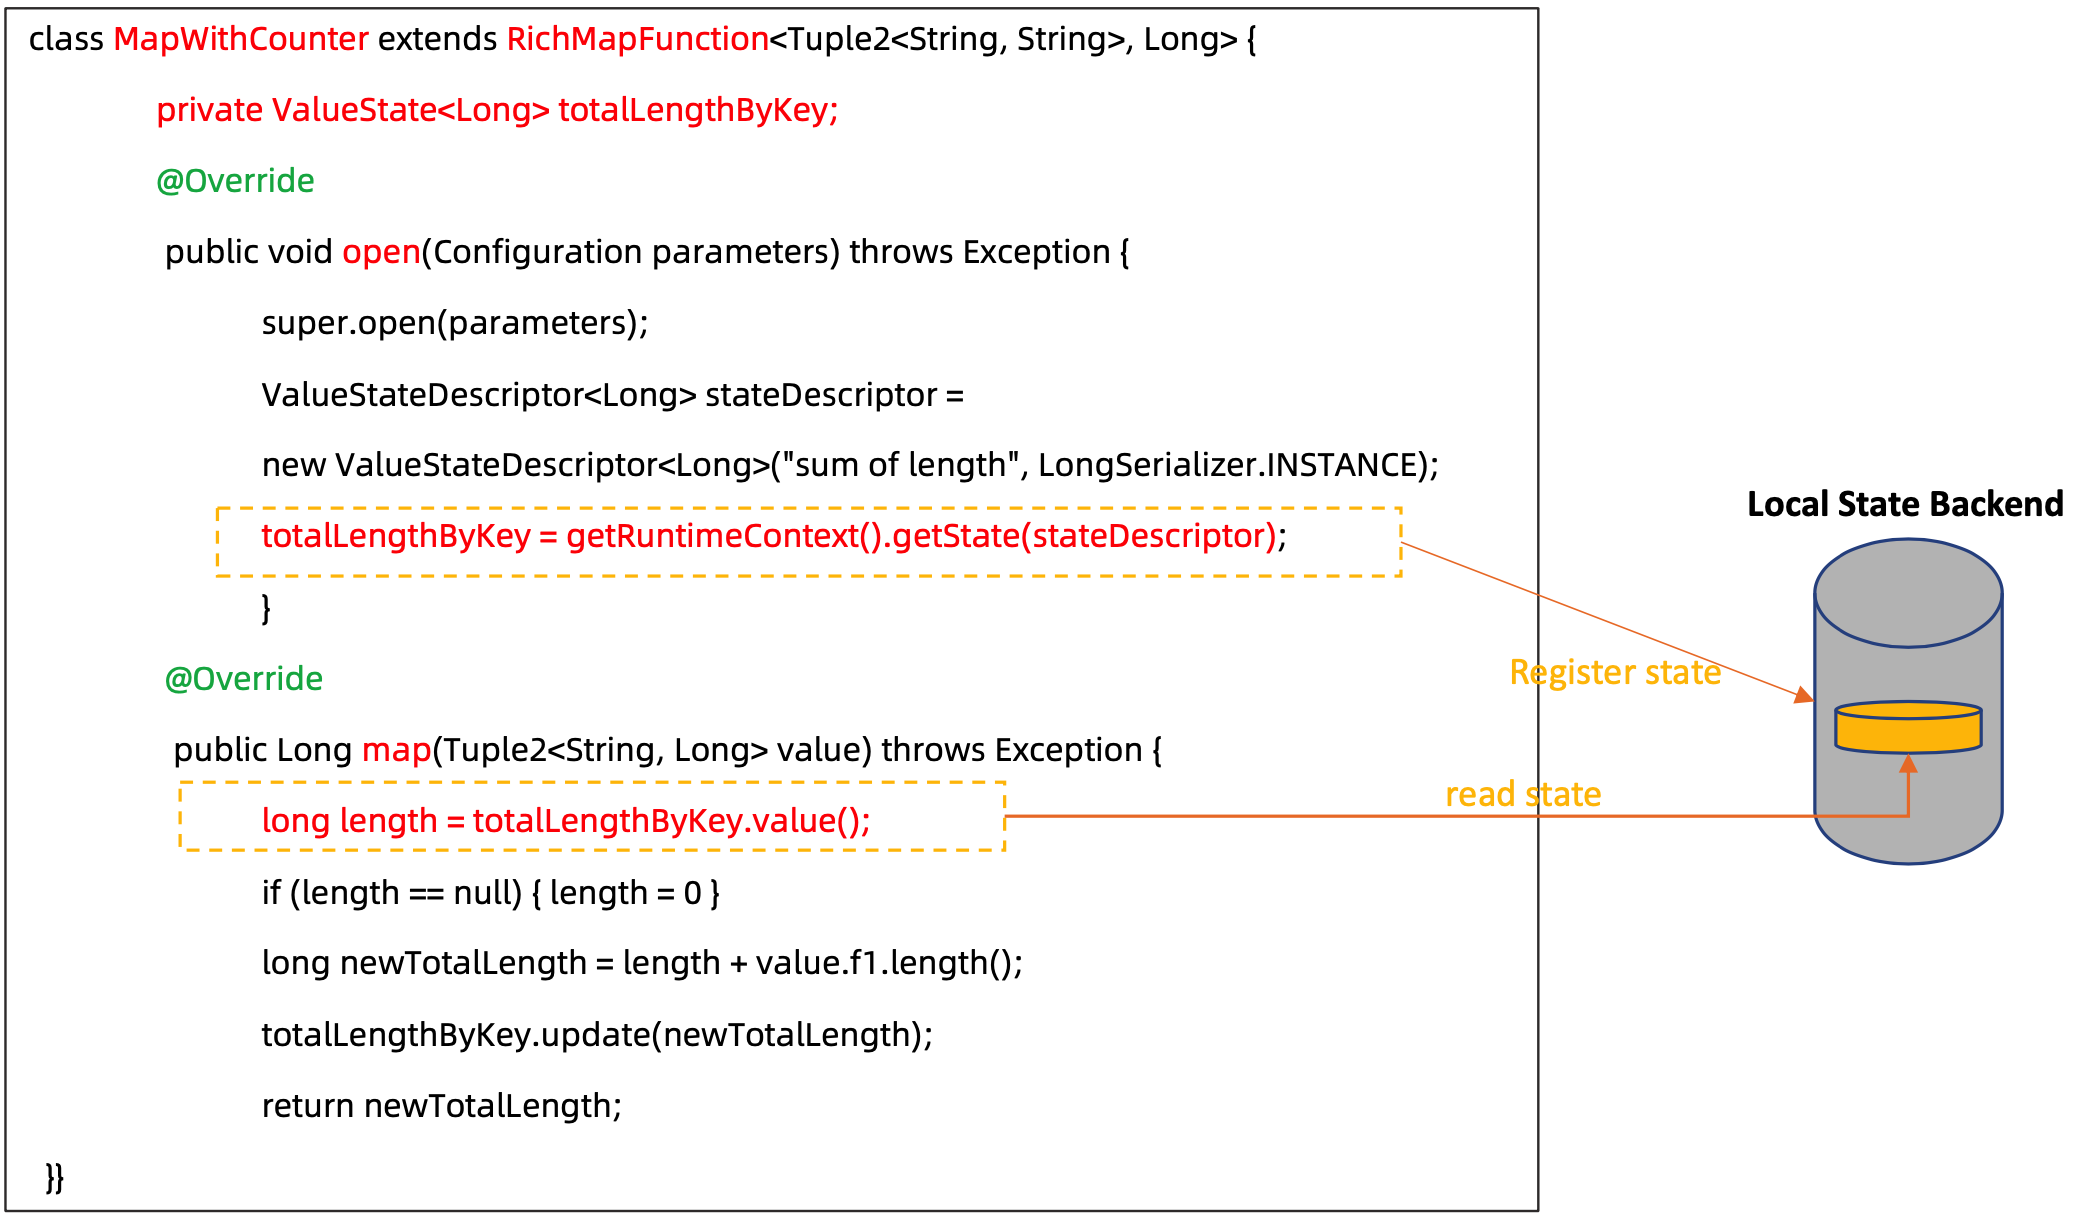 class MapWithCounter extends RichMapFunction<Tuple2<String, String>, Long> {
private ValueState<Long> totalLengthByKey;
@Override
public void open(Configuration parameters) throws Exception {
super.open(parameters);
ValueStateDescriptor<Long> stateDescriptor =
new ValueStateDescriptor<Long>("sum of length", LongSerializer.INSTANCE);
totalLengthByKey = getRuntimeContext().getState(stateDescriptor);
}
@Override
public Long map(Tuple2<String, Long> value) throws Exception {
long length = totalLengthByKey.value();
if (length == null) { length = 0 }
long newTotalLength = length + value.f1.length();
totalLengthByKey.update(newTotalLength);
return newTotalLength;
}}
Local State Backend
Register state
read state